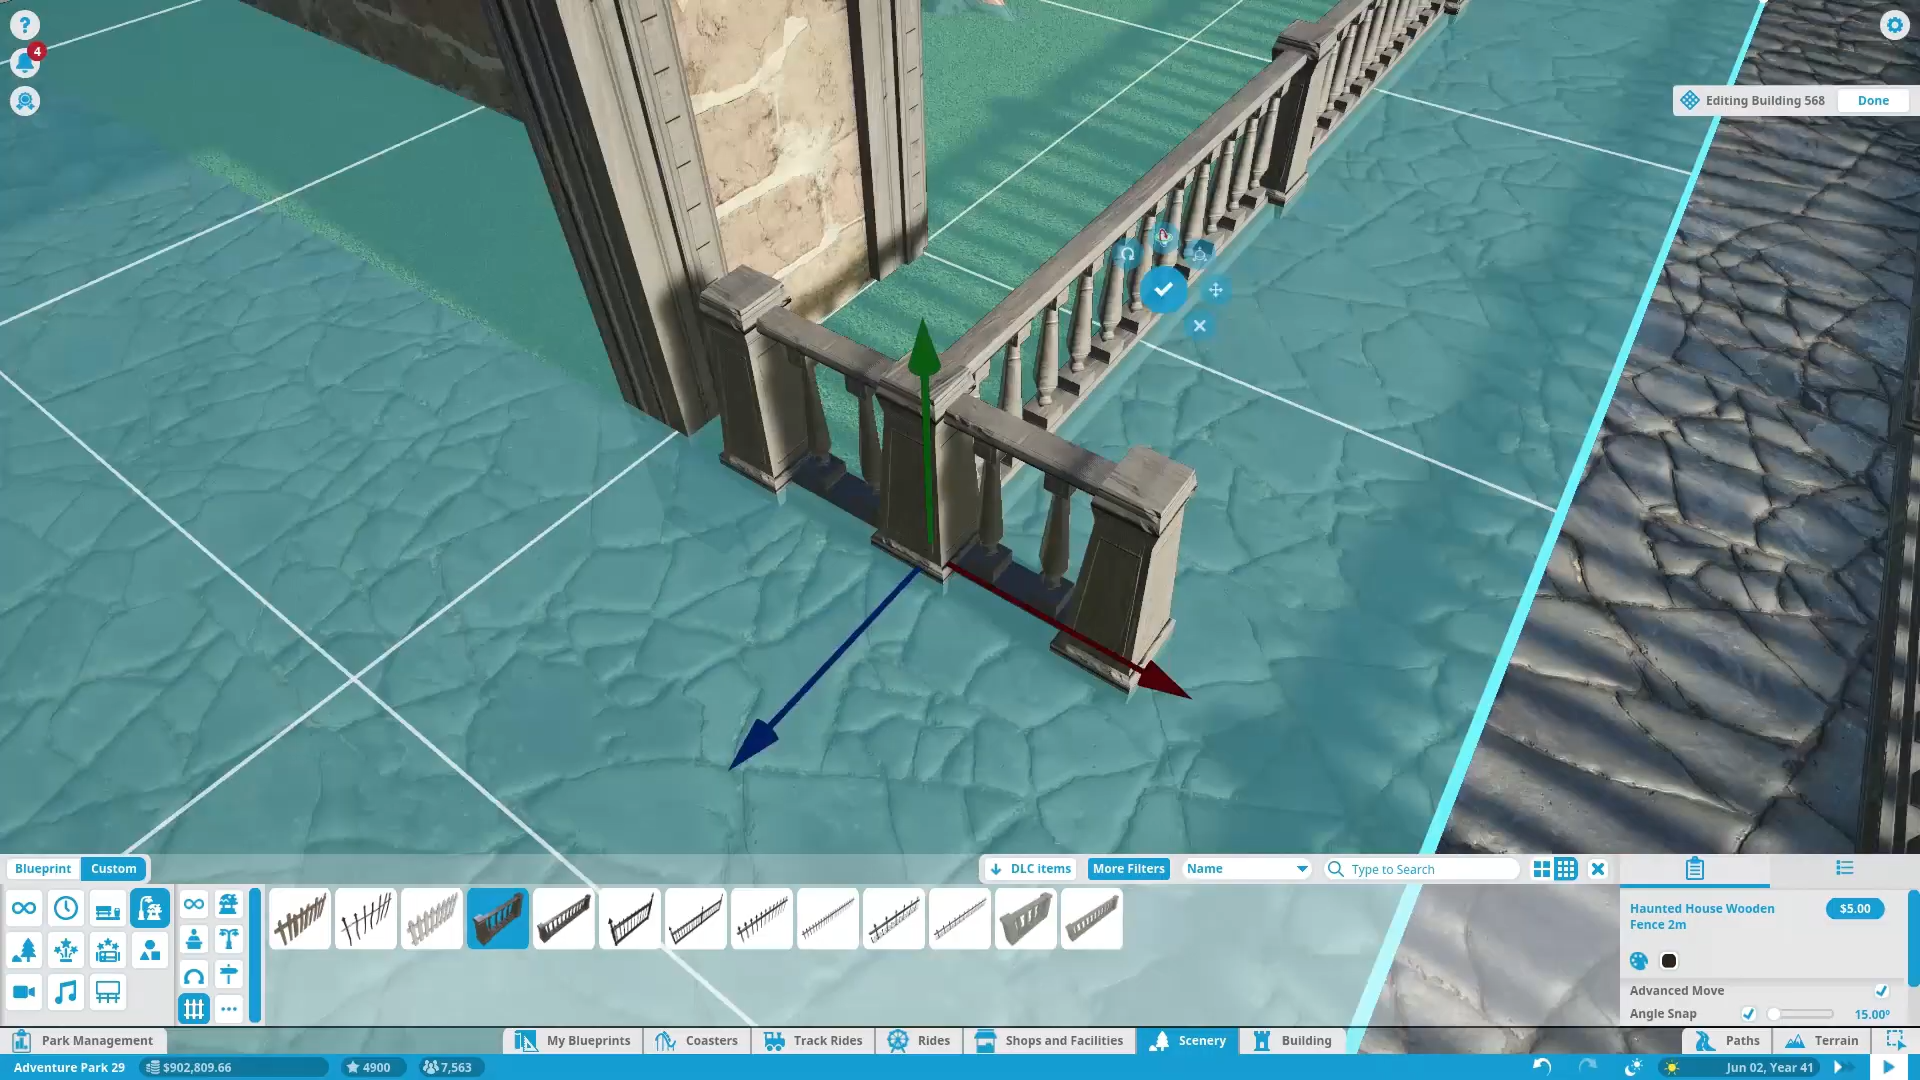 ?
4
Editing Building 568
Done
Blueprint
Custom
DLC items
More Filters
Name
Type to Search
Haunted House Wooden
Fence 2m
$5.00
Advanced Move
Angle Snap
15.00°
Park Management
My Blueprints
Coasters
Track Rides
Rides
Shops and Facilities
Scenery
Building
Paths
Terrain
Adventure Park 29
$902,809.66
4900
7,563
Jun 02, Year 41